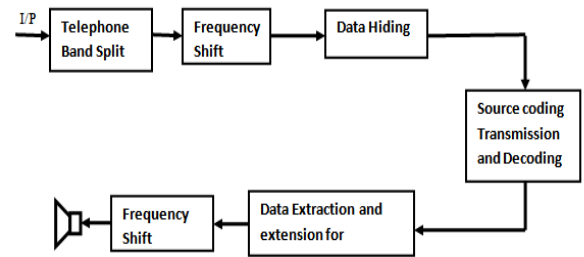 I/P
Telephone
Band Split
Frequency
Shift
Data Hiding
Source coding
Transmission
and Decoding
Data Extraction and
extension for
Frequency
Shift